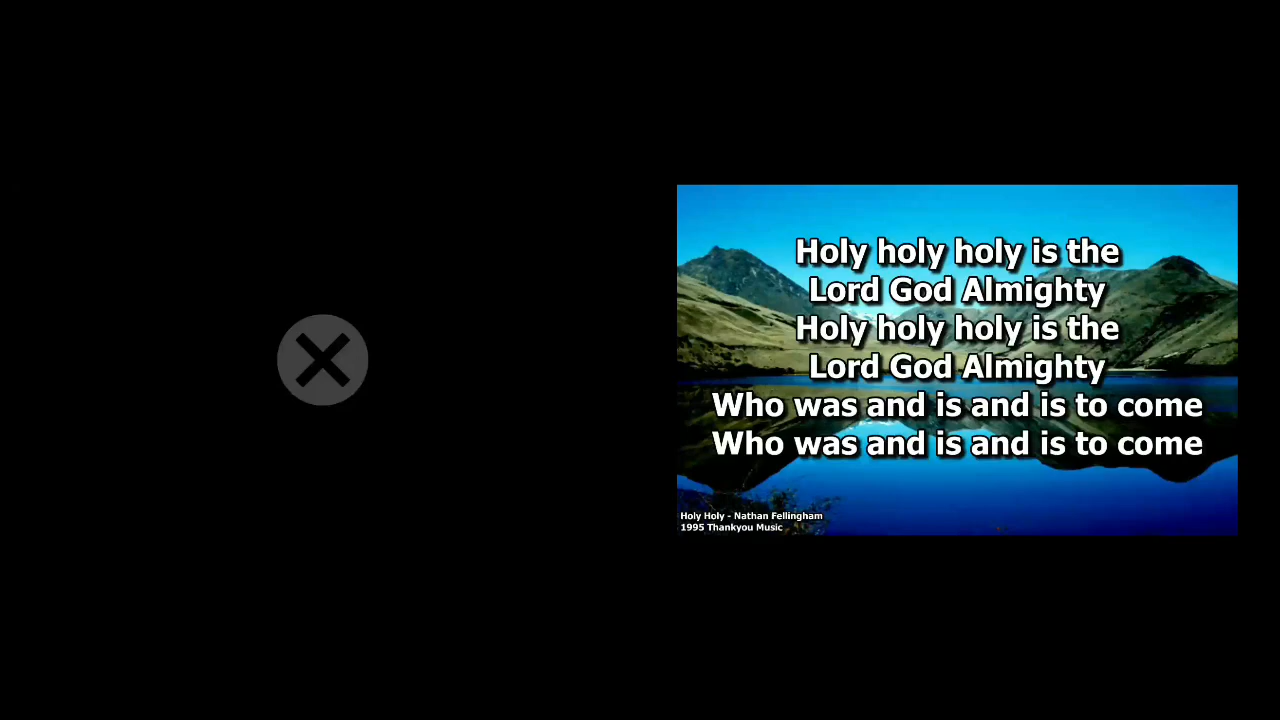 Holy holy holy is the
Lord God Almighty
Holy holy holy is the
Lord God Almighty
Who was and is and is to come
Who was and is and is to come
Holy Holy - Nathan Fellingham
1995 Thankyou Music